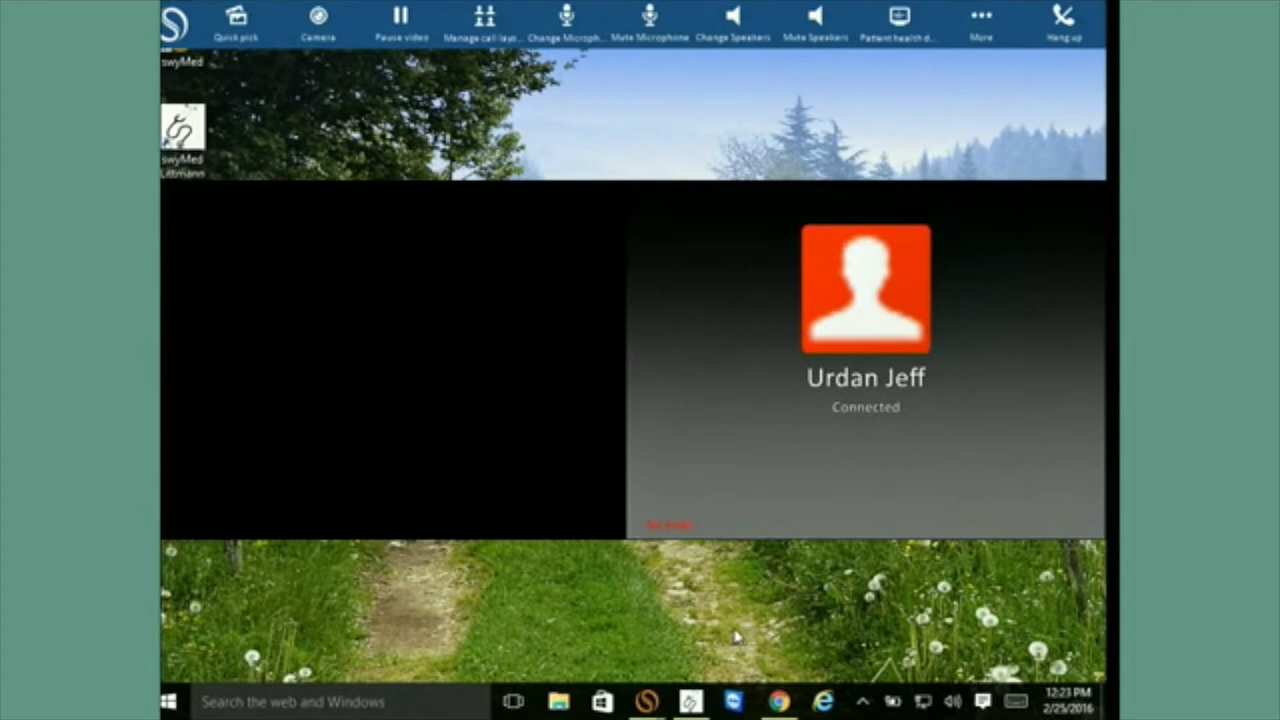 Quick pick
Camera
Pause video
Manage call layo...
Change Microph...
Mute Microphone
Change Speakers
Mute Speakers
Patient health d...
More
Hang up
swyMed
swyMed
Littmann
Urdan Jeff
Connected
Search the web and Windows
12:23 PM
2/25/2016